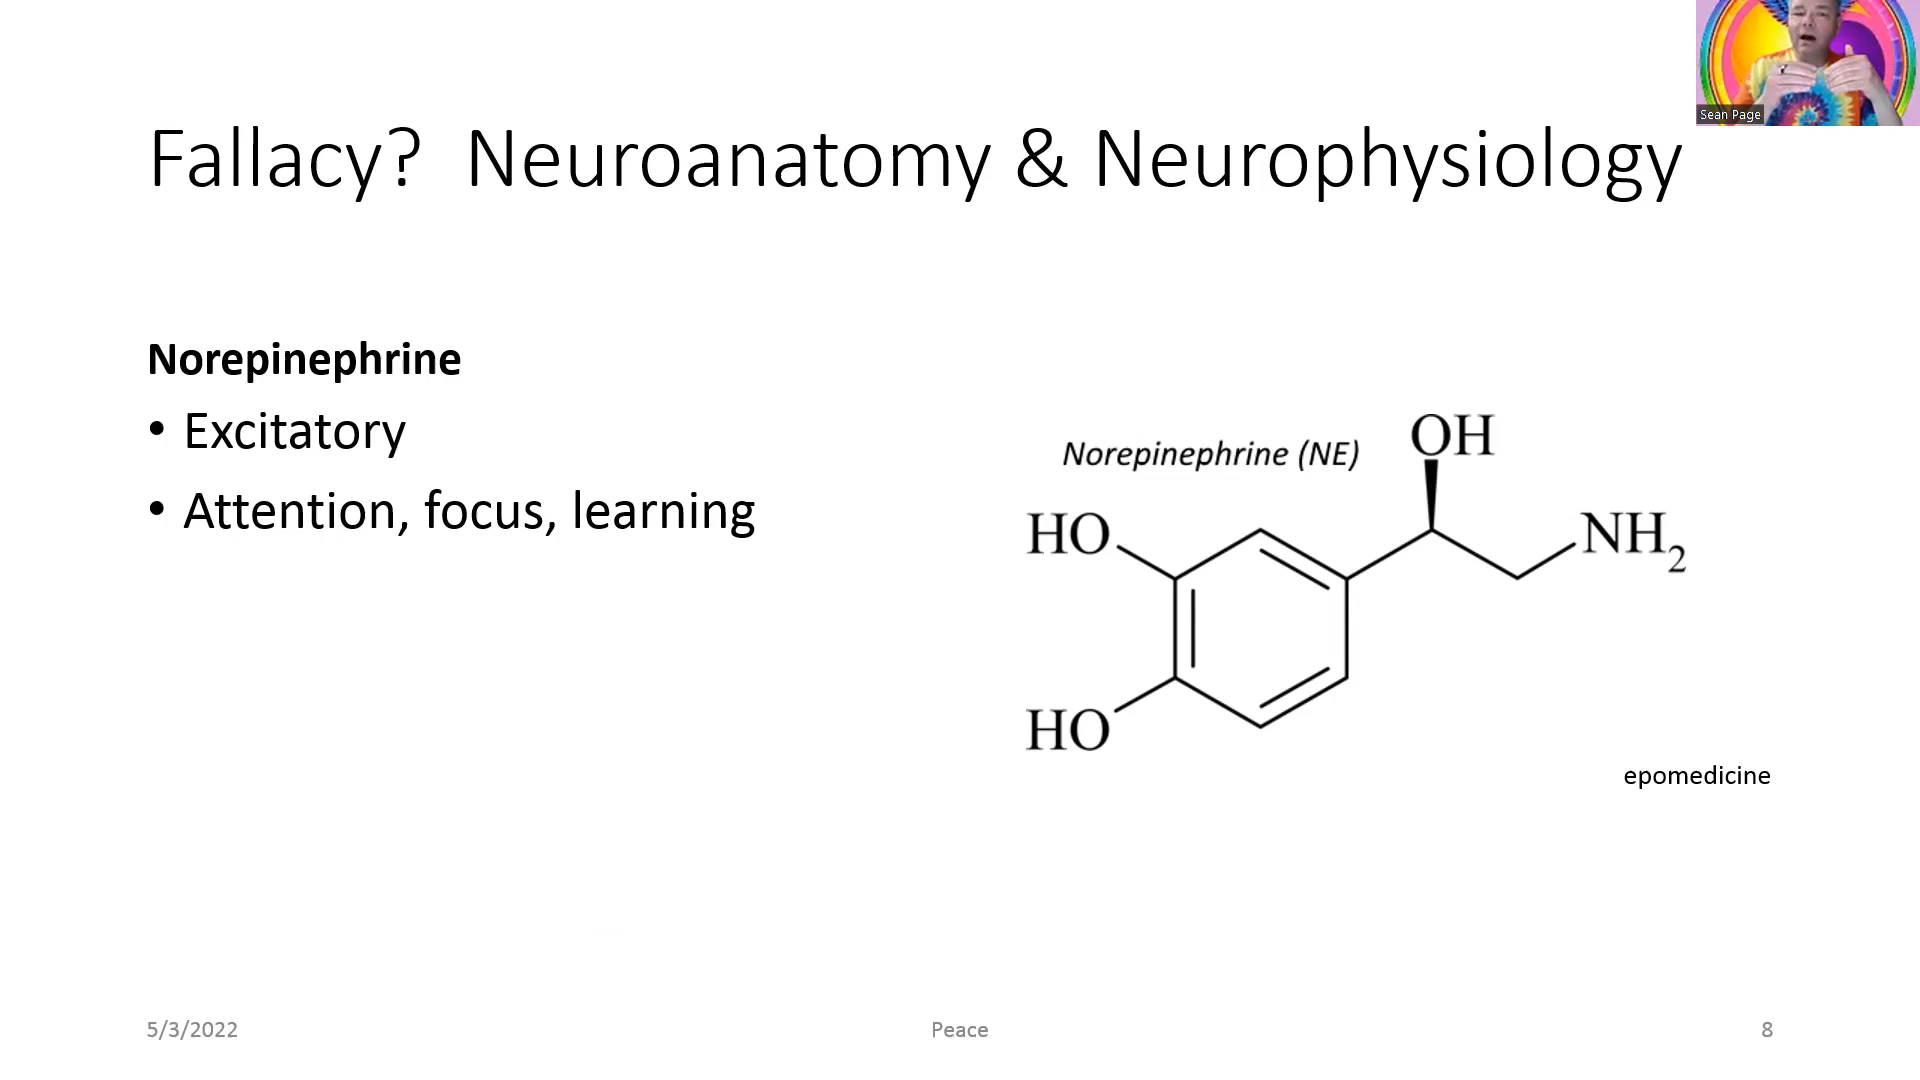 Sean Page
Fallacy?  Neuroanatomy & Neurophysiology
Norepinephrine
• Excitatory
• Attention, focus, learning
Norepinephrine (NE)
OH
HO
NH2
HO
epomedicine
5/3/2022
Peace
8